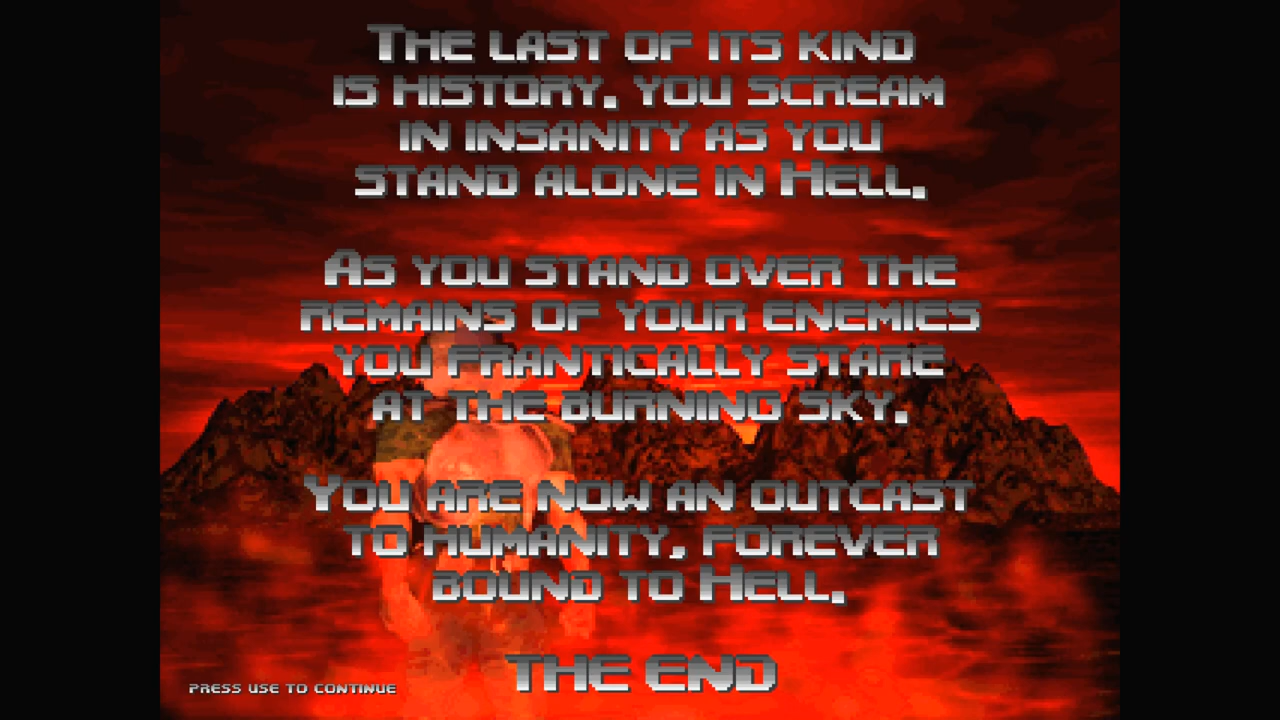 The last of its kind
is history. you scream
in insanity as you
stand alone in Hell.
As you stand over the
remains of your enemies
you frantically stare
at the burning sky.
You are now an outcast
to humanity, forever
bound to Hell.
THE END
PRESS USE TO CONTINUE